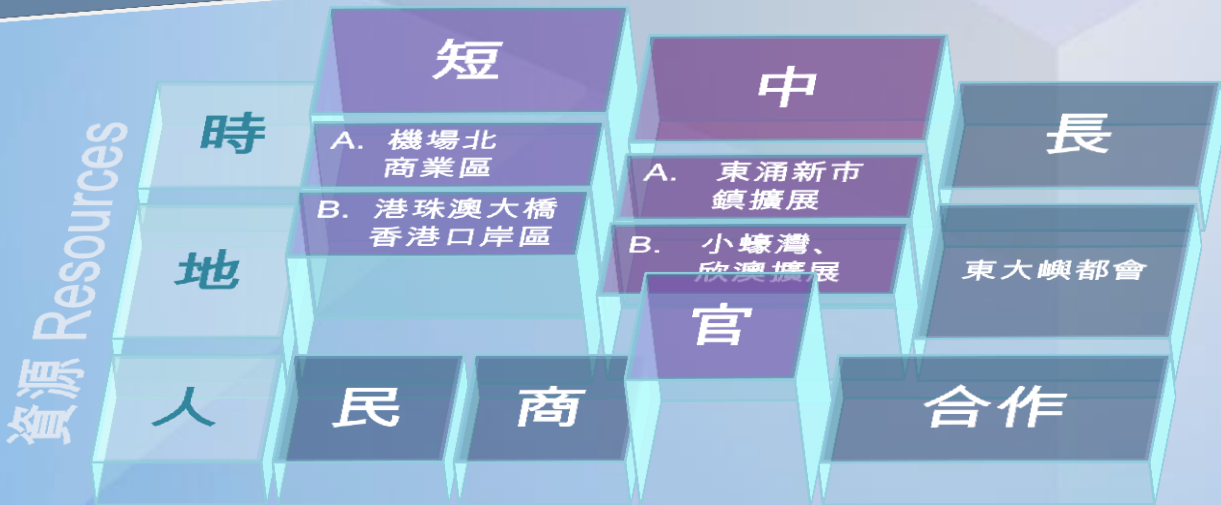 資源 Resources
時
短
中
長
地
A. 機場北
商業區
B. 港珠澳大橋
香港口岸區
A. 東涌新市
鎮擴展
B. 小蠔灣、
欣澳擴展
東大嶼都會
人
民
商
官
合作